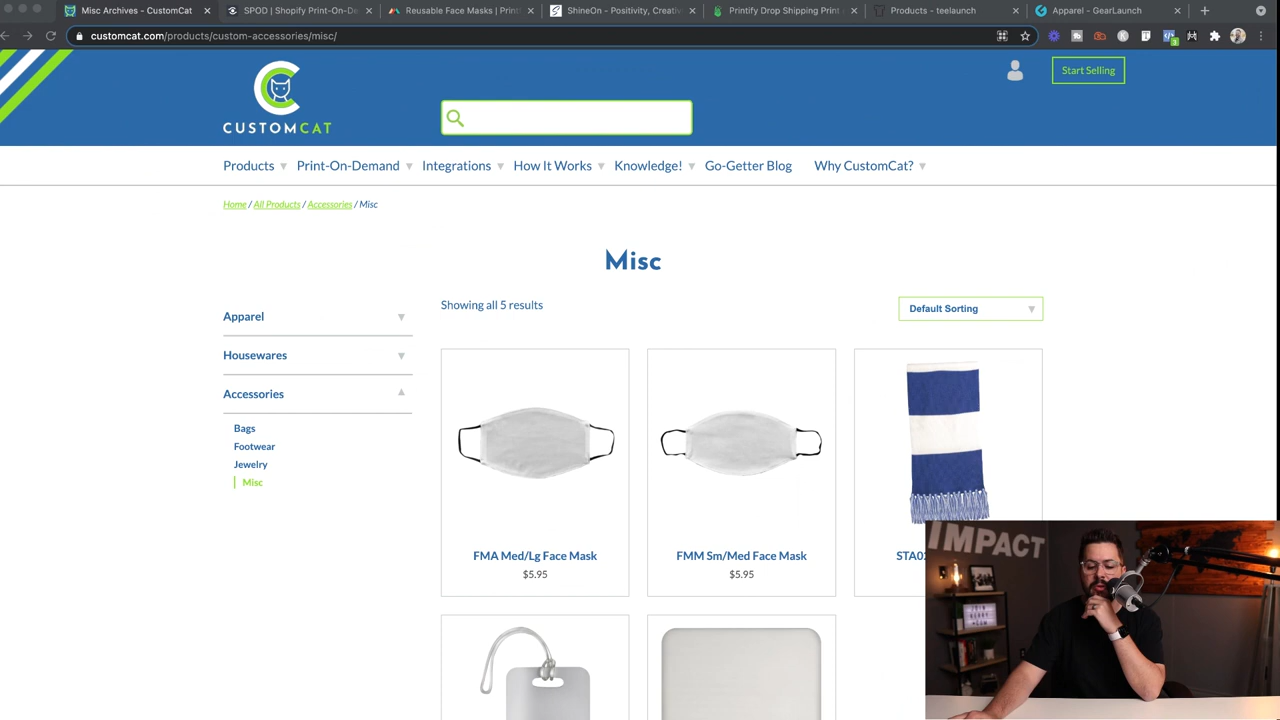 Misc Archives - CustomCat
SPOD | Shopify Print-On-De
Reusable Face Masks | Print
ShineOn – Positivity, Creativi
Printify Drop Shipping Print
Products - teelaunch
Apparel - GearLaunch
customcat.com/products/custom-accessories/misc/
CUSTOMCAT
Start Selling
Products
Print-On-Demand
Integrations
How It Works
Knowledge!
Go-Getter Blog
Why CustomCat?
Home / All Products / Accessories / Misc
Misc
Apparel
Housewares
Accessories
Bags
Footwear
Jewelry
Misc
Showing all 5 results
Default Sorting
FMA Med/Lg Face Mask
$5.95
FMM Sm/Med Face Mask
$5.95
IMPACT